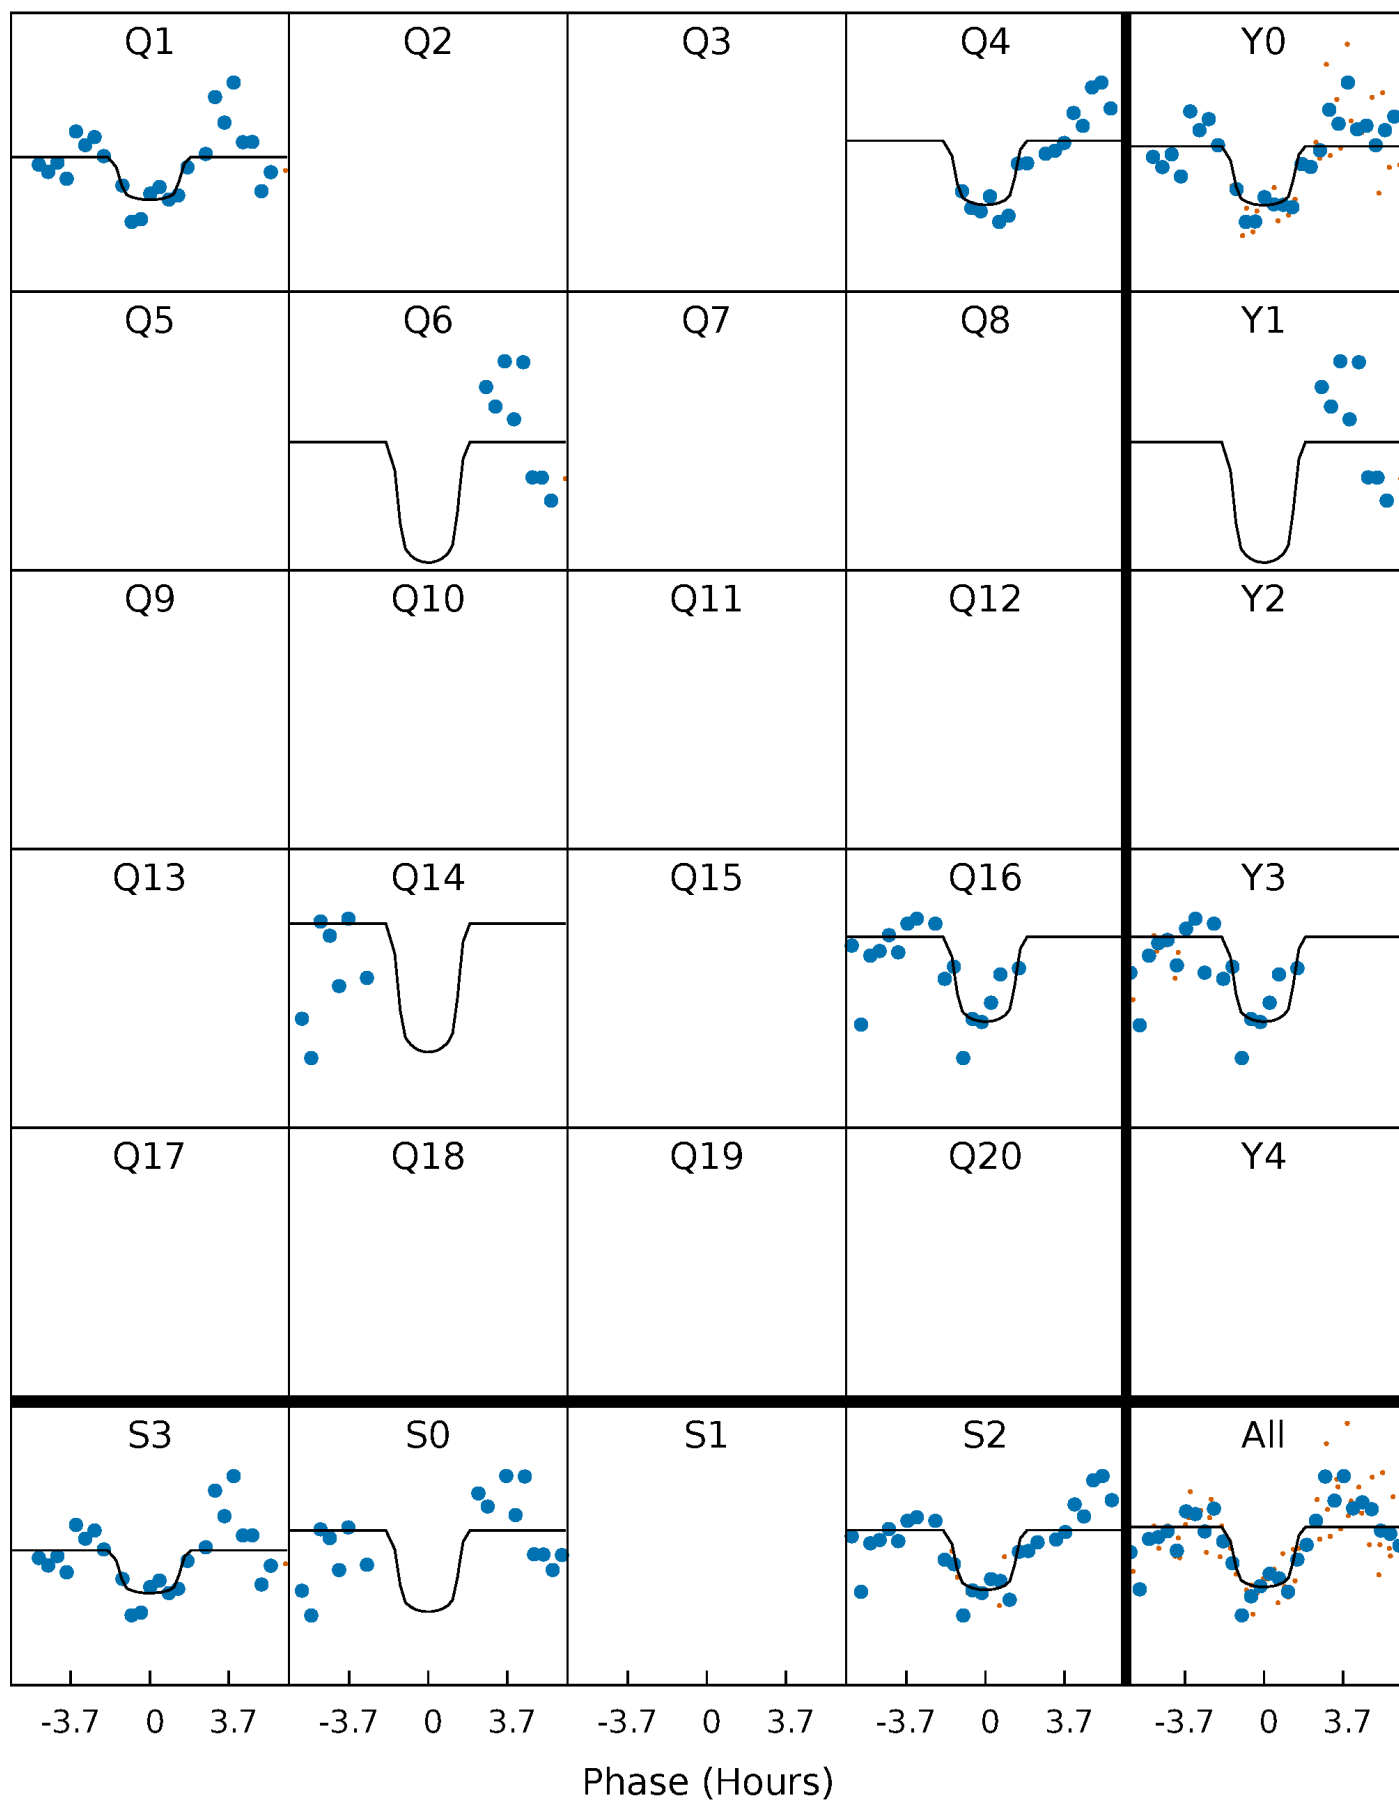 Q1 Q2 Q3 Q4 Y0
Q5 Q6 Q7 Q8 Y1
Q9 Q10 Q11 Q12 Y2
Q13 Q14 Q15 Q16 Y3
Q17 Q18 Q19 Q20 Y4
S3 S0 S1 S2 All
-3.7 0 3.7 -3.7 0 3.7 -3.7 0 3.7 -3.7 0 3.7 -3.7 0 3.7
Phase (Hours)